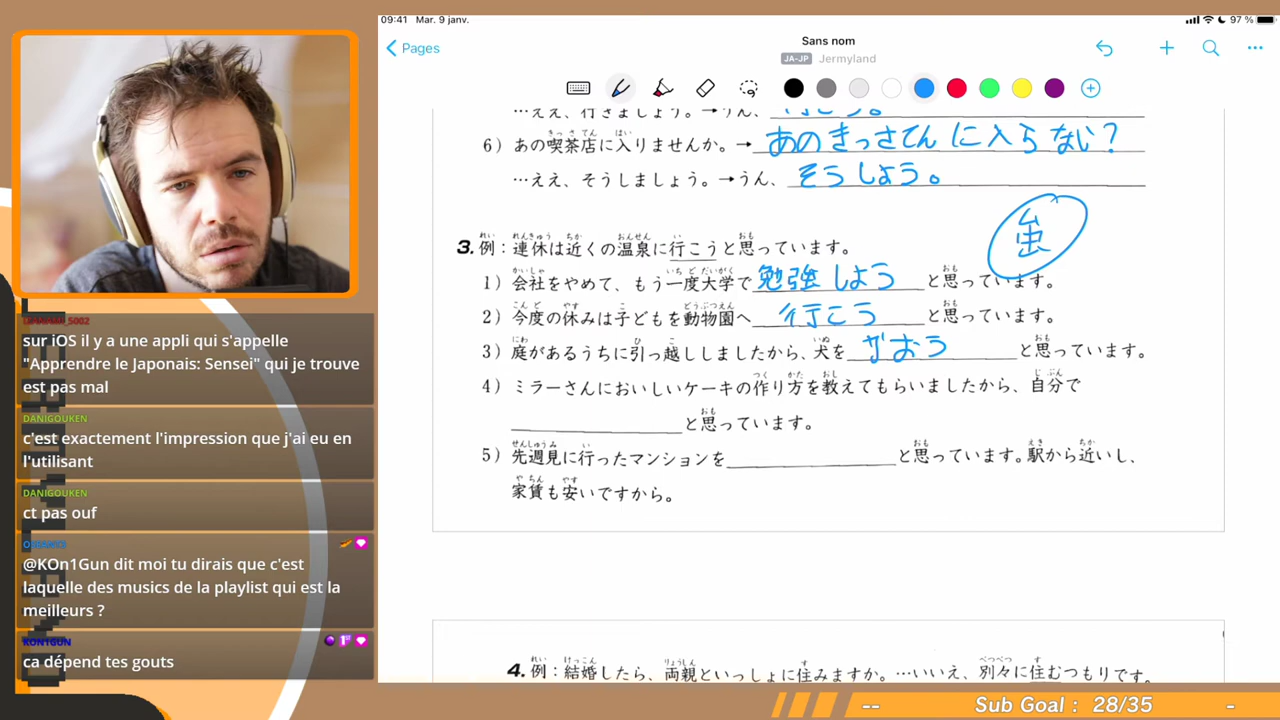 09:41 Mar. 9 janv.
97 %
Pages
Sans nom
JA-JP Jermyland
…ええ、行きましょう。→うん、行こう。
6）あの喫茶店に入りませんか。→あのきっさてんに入らない？
…ええ、そうしましょう。→うん、そうしよう。
3.例：連休は近くの温泉に行こうと思っています。
1）会社をやめて、もう一度大学で勉強しようと思っています。
2）今度の休みは子どもを動物園へ行こうと思っています。
3）庭があるうちに引っ越ししましたから、犬をがおうと思っています。
4）ミラーさんにおいしいケーキの作り方を教えてもらいましたから、自分で
と思っています。
5）先週見に行ったマンションをと思っています。駅から近いし、
家賃も安いですから。
4.例：結婚したら、両親といっしょに住みますか。…いいえ、別々に住むつもりです。
sur iOS il y a une appli qui s'appelle
"Apprendre le Japonais: Sensei" qui je trouve
est pas mal
DANIGOUKEN
c'est exactement l'impression que j'ai eu en
l'utilisant
DANIGOUKEN
ct pas ouf
@KOn1Gun dit moi tu dirais que c'est
laquelle des musics de la playlist qui est la
meilleurs ?
KON1GUN
ca dépend tes gouts
-- Sub Goal : 28/35 -